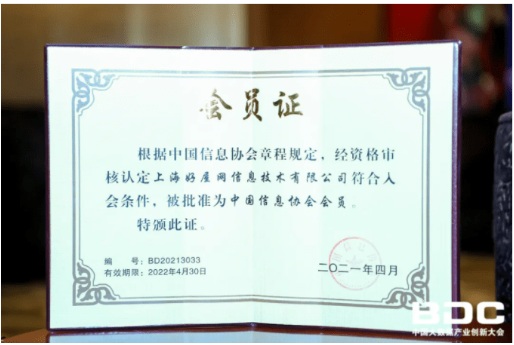 会员证
根据中国信息协会章程规定，经资格审
核认定上海好屋网信息技术有限公司符合入
会条件，被批准为中国信息协会会员。
特颁此证。
编 号：BD20213033
有效期限：2022年4月30日
二〇二一年四月
BDC
中国大数据产业创新大会